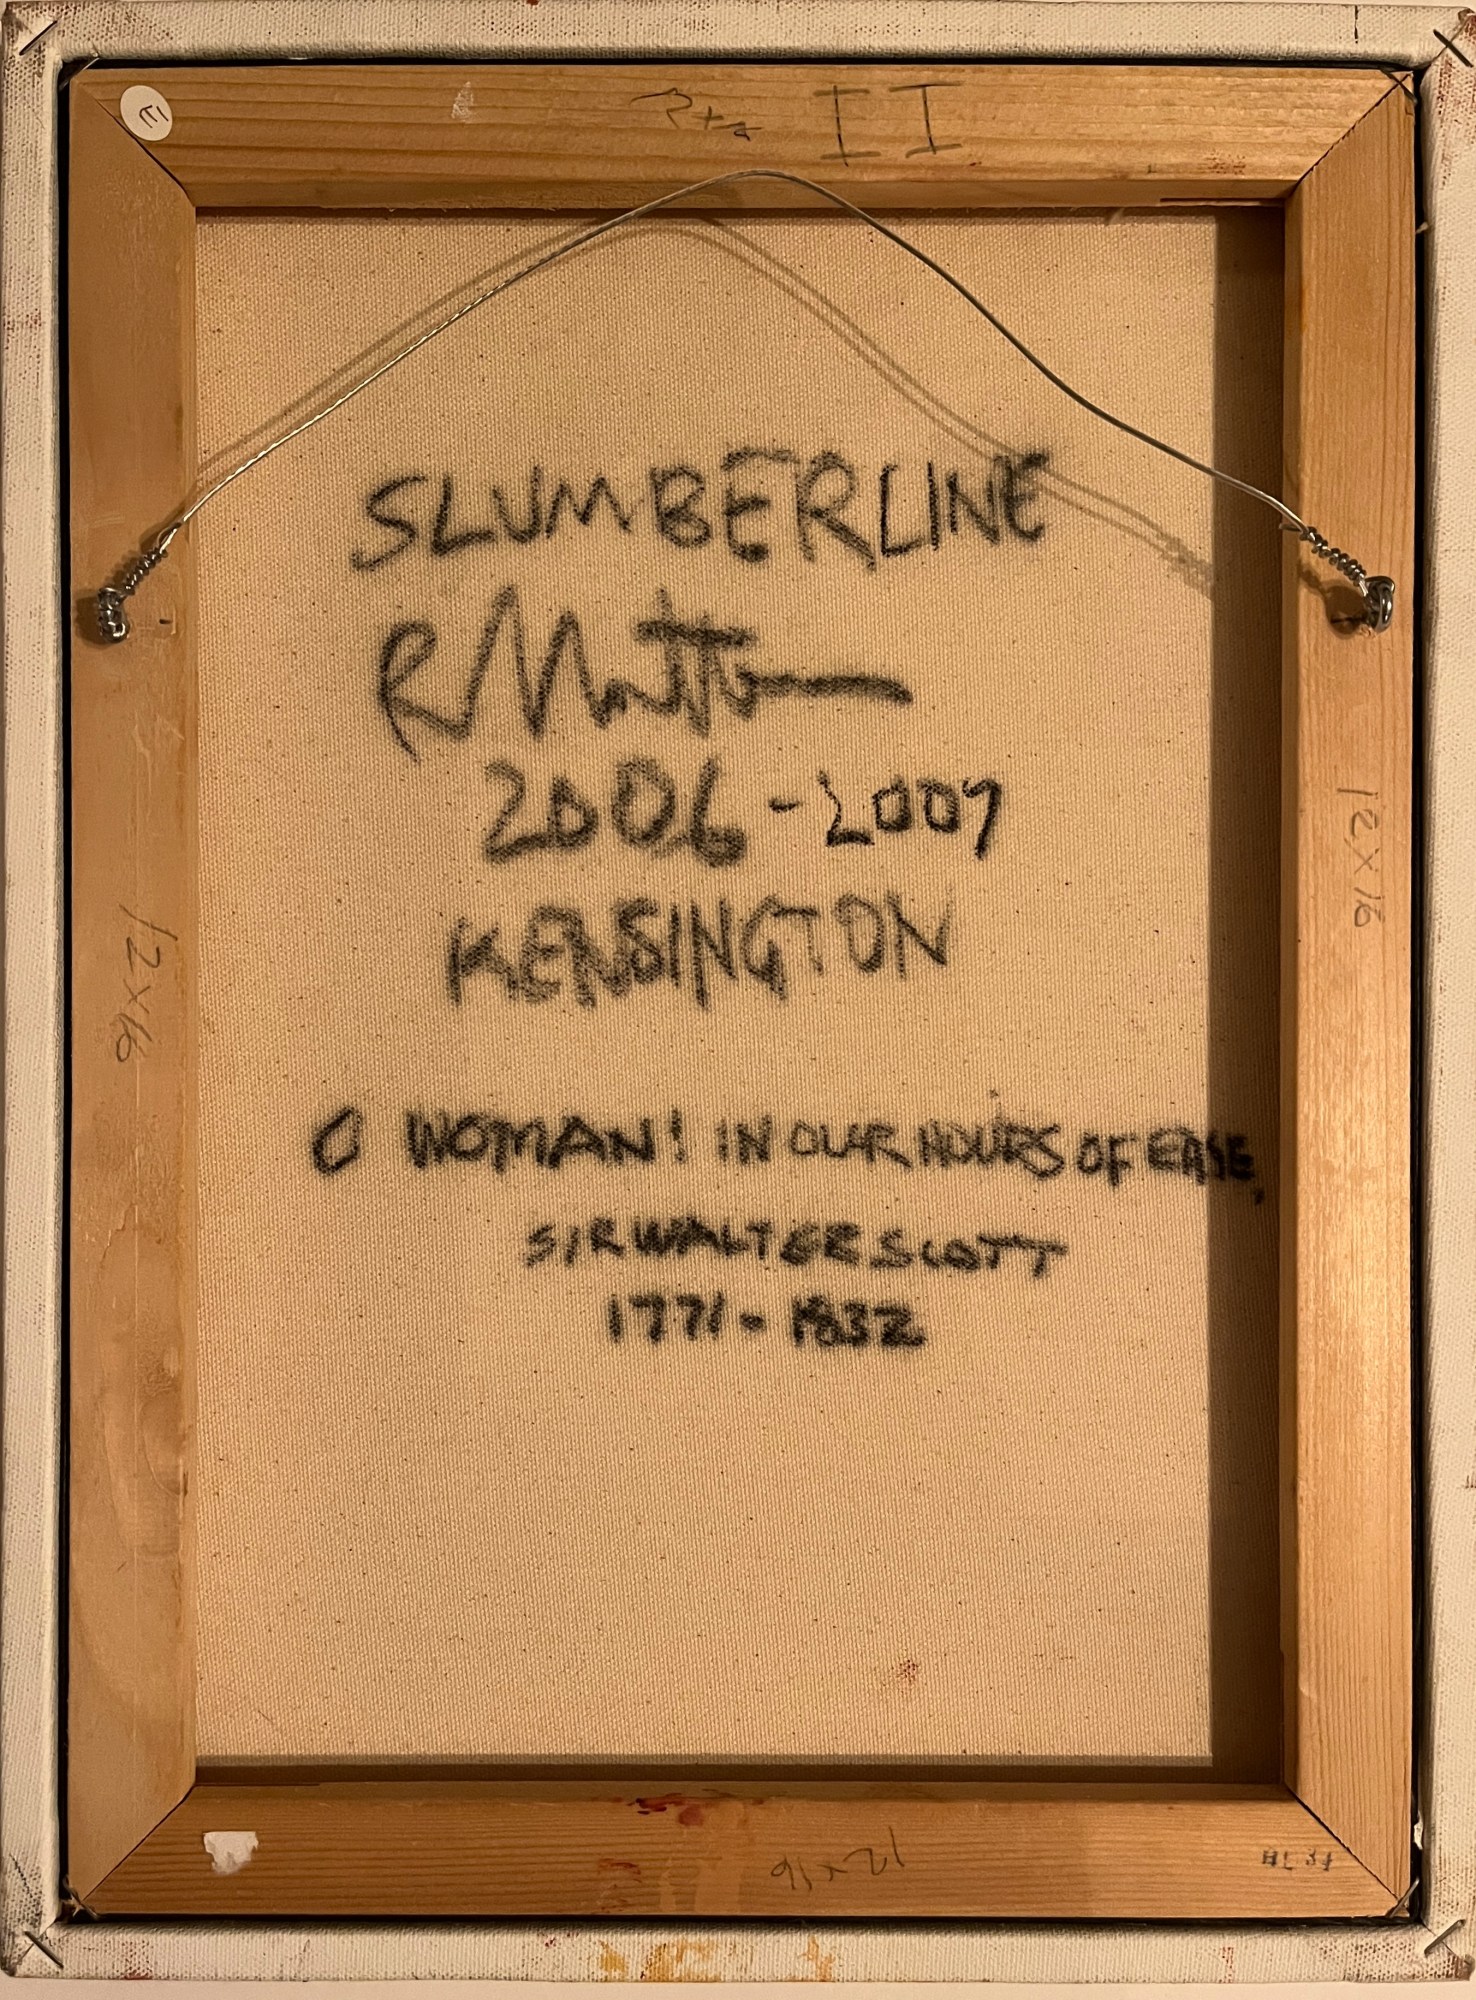 E
II
SLUMBERLINE
2006-2007
KENSINGTON
12X16
12X16
O WOMAN! IN OUR HOURS OF EASE,
SIR WALTER SCOTT
1771-1832
12X16